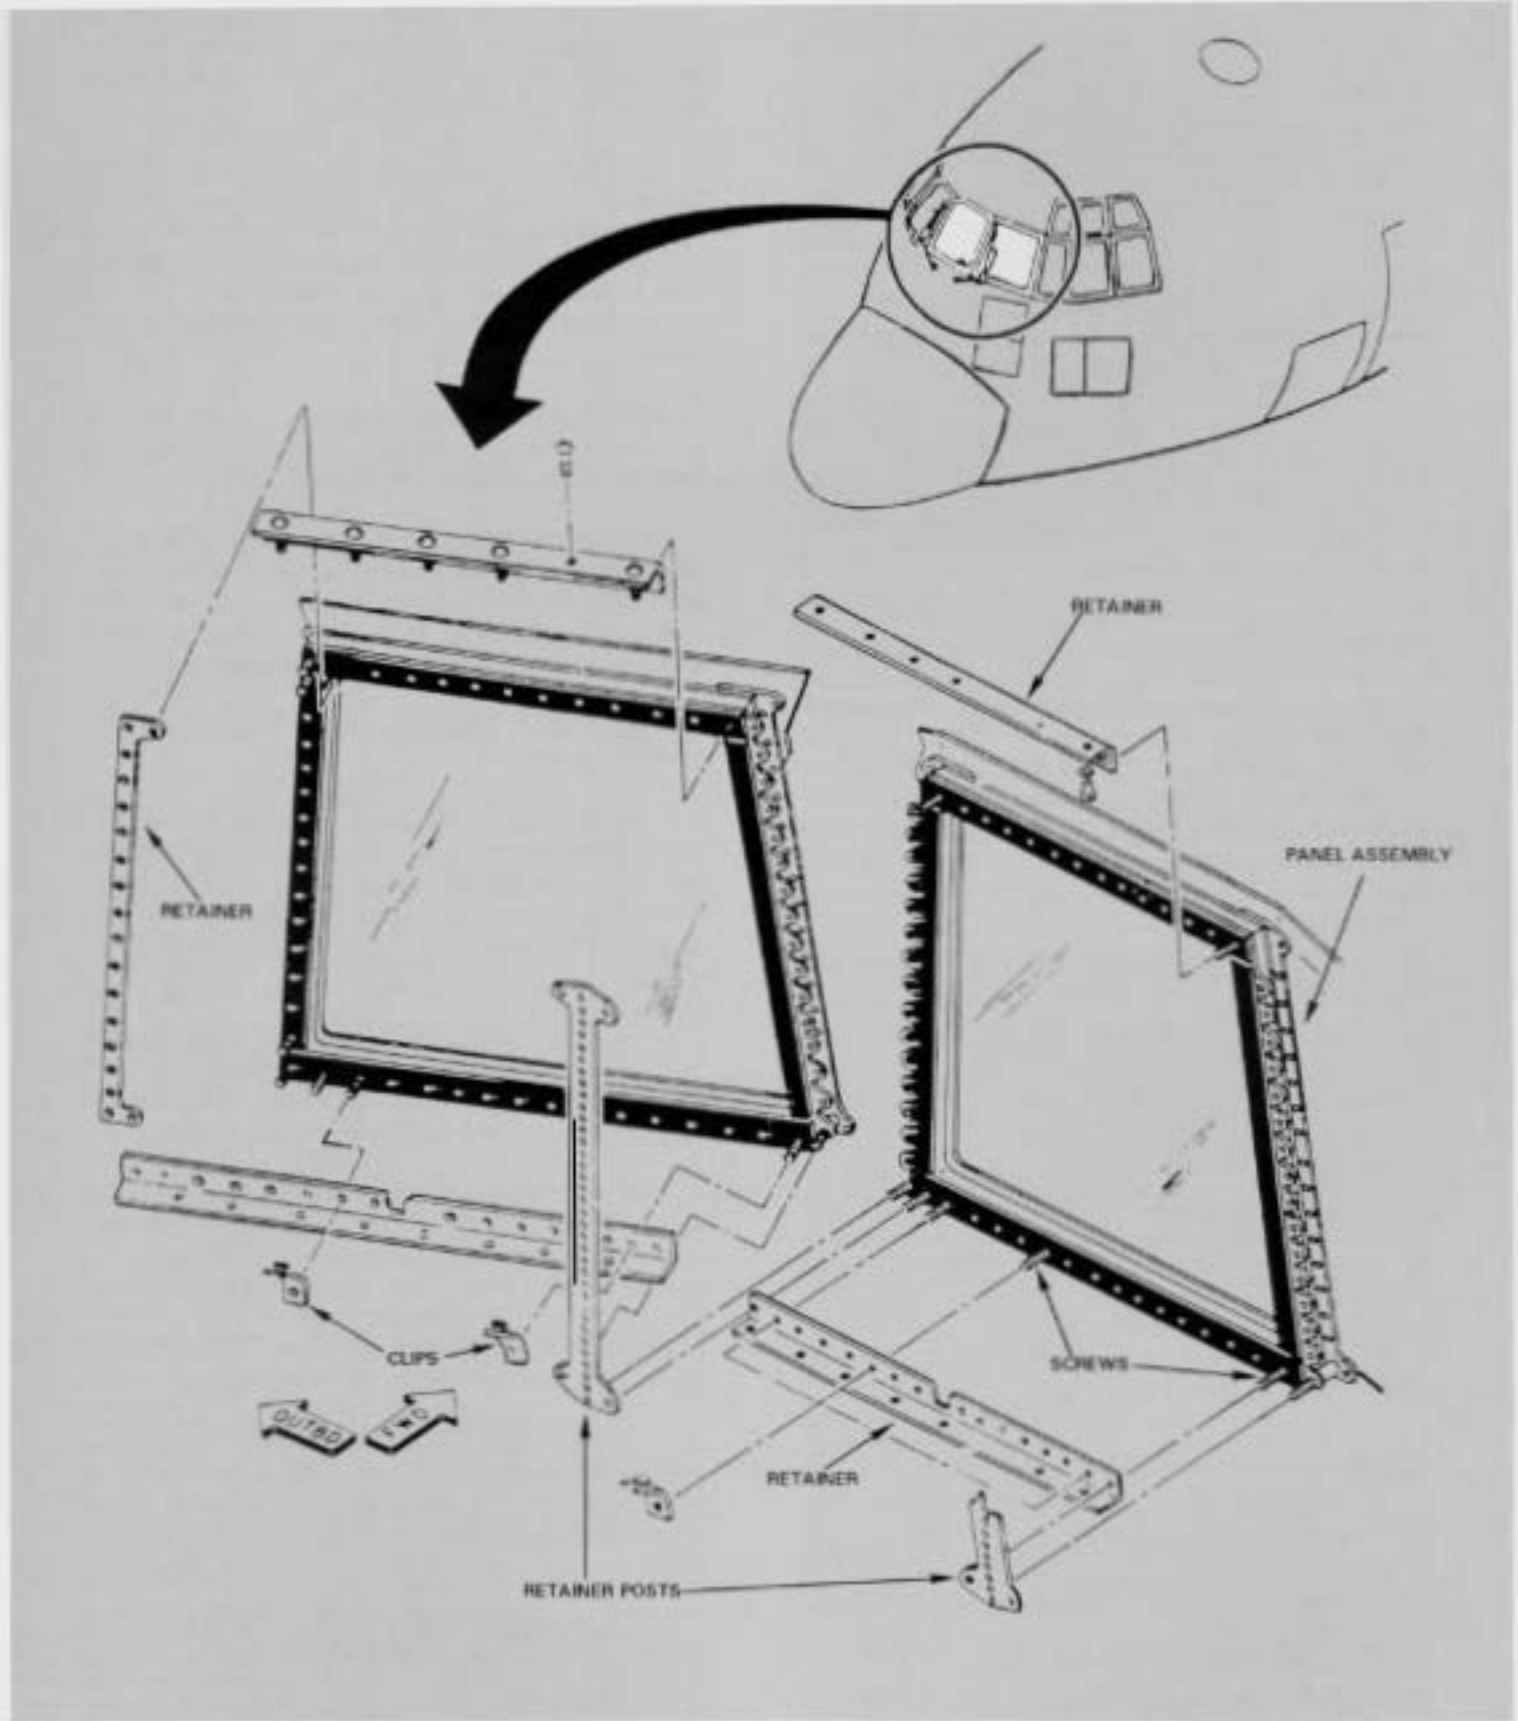 RETAINER
PANEL ASSEMBLY
RETAINER
CLIPS
SCREWS
OUTBD
FWD
RETAINER
RETAINER POSTS